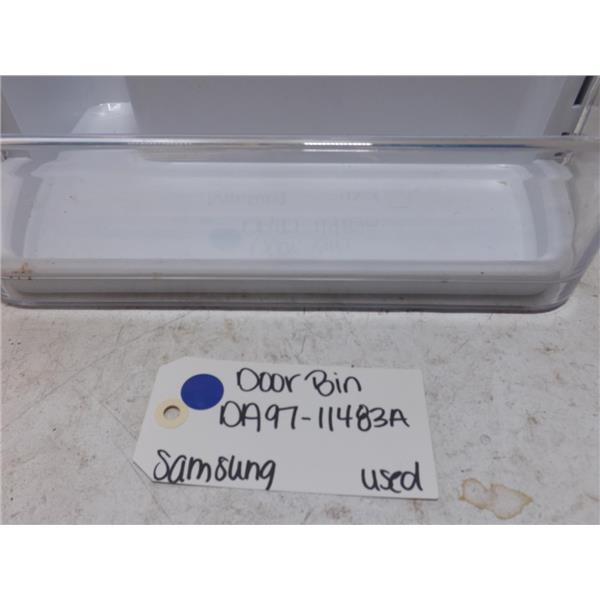 Door Bin
DA97-11483A
Samsung used